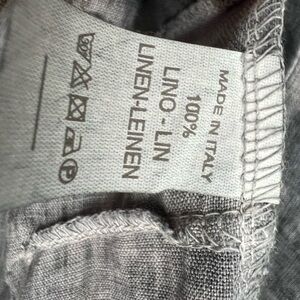 MADE IN ITALY
100%
LINO - LIN
LINEN-LEINEN